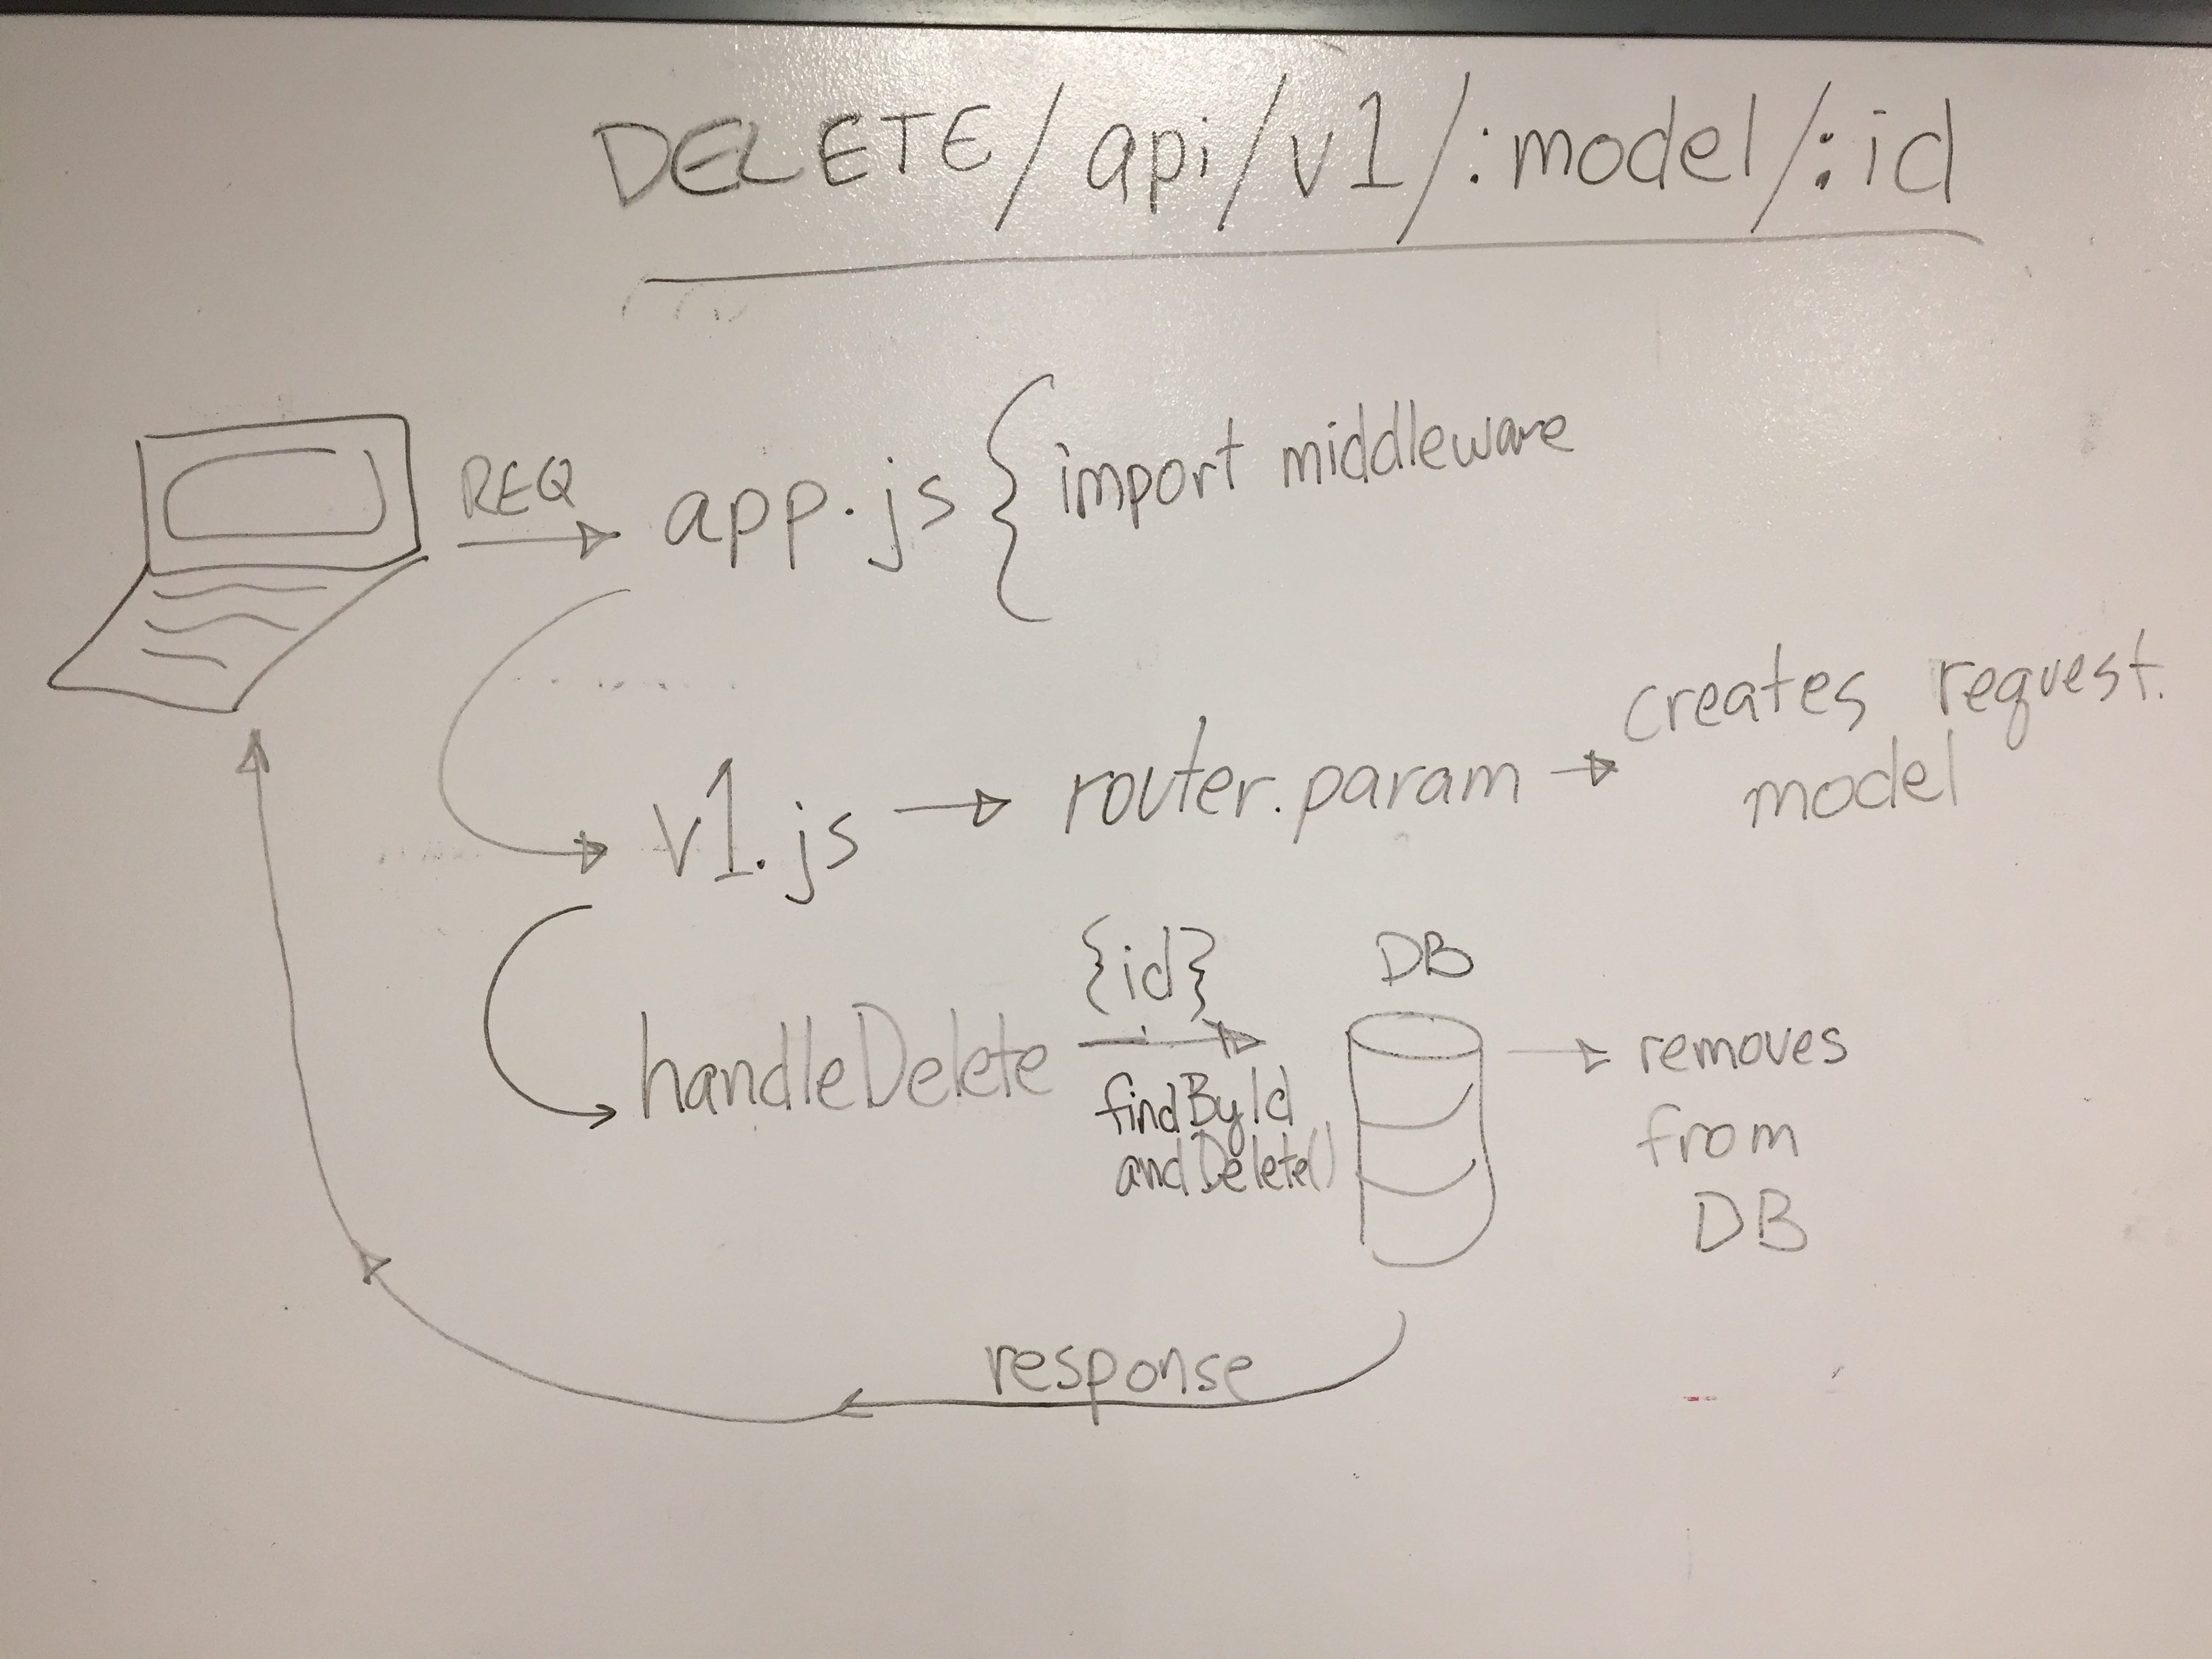 DELETE/api/v1/:model/:id
REQ
app.js { import middleware
v1.js
router.param
creates request.
model
handleDelete
{id}
findById
andDelete()
DB
removes
from
DB
response